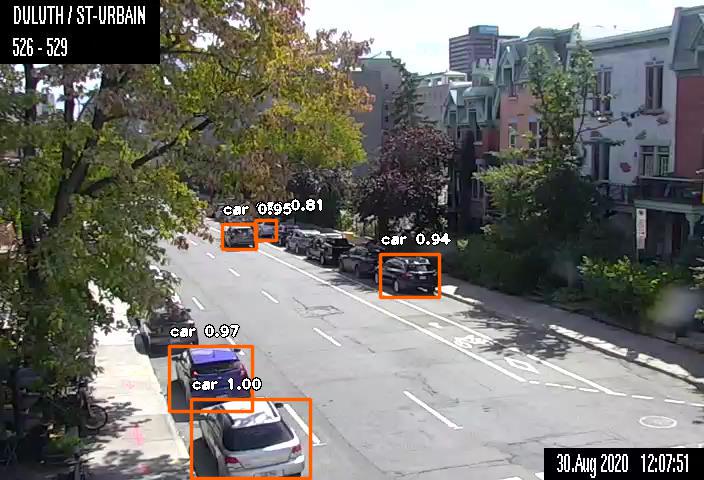 DULUTH / ST-URBAIN
526 - 529
car 0.95
0.81
car 0.94
car 0.97
car 1.00
30.Aug 2020 12:07:51